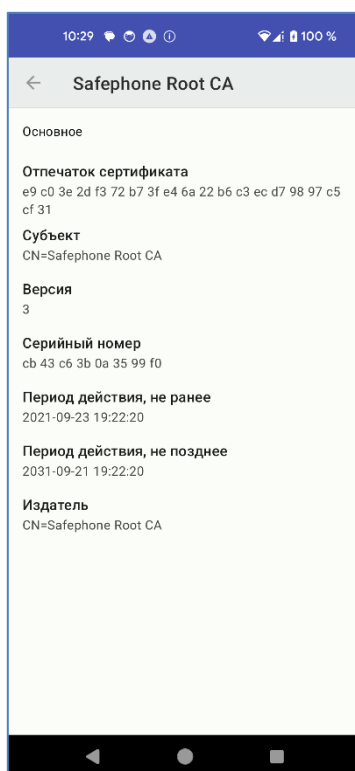 10:29 100 %
Safephone Root CA
Основное
Отпечаток сертификата
e9 c0 3e 2d f3 72 b7 3f e4 6a 22 b6 c3 ec d7 98 97 c5
cf 31
Субъект
CN=Safephone Root CA
Версия
3
Серийный номер
cb 43 c6 3b 0a 35 99 f0
Период действия, не ранее
2021-09-23 19:22:20
Период действия, не позднее
2031-09-21 19:22:20
Издатель
CN=Safephone Root CA